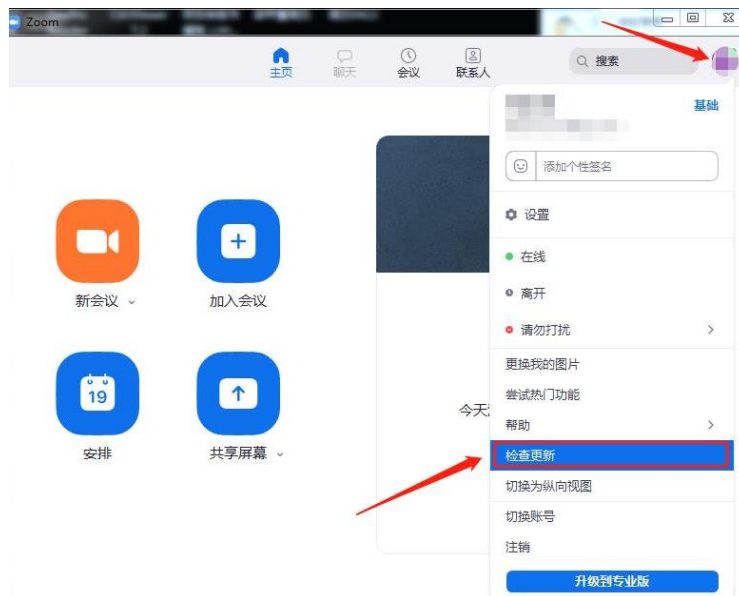 Zoom
主页
聊天
会议
联系人
搜索
基础
添加个性签名
设置
在线
离开
请勿打扰
更换我的图片
尝试热门功能
帮助
检查更新
切换为纵向视图
切换账号
注销
升级到专业版
新会议
加入会议
19
安排
共享屏幕
今天